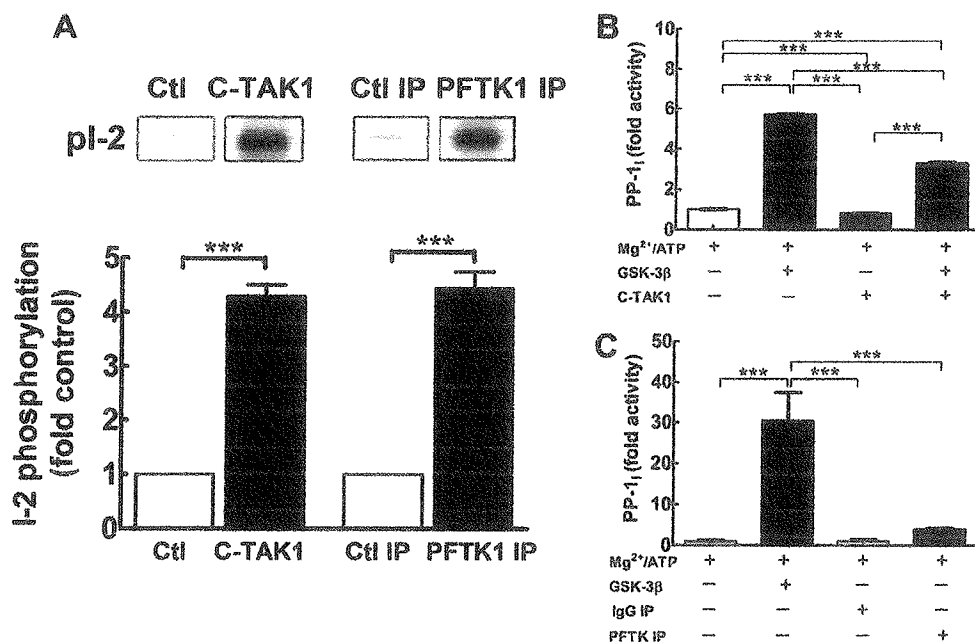 A
Ctl C-TAK1 Ctl IP PFTK1 IP
pI-2
I-2 phosphorylation
(fold control)
*** ***
5
4
3
2
1
0
Ctl C-TAK1 Ctl IP PFTK1 IP
B
PP-1I (fold activity)
10
8
6
4
2
0
***
***
***
*** ***
***
Mg2+/ATP + + + +
GSK-3β – + – +
C-TAK1 – – + +
C
PP-1I (fold activity)
50
40
30
20
10
0
***
*** ***
Mg2+/ATP + + + +
GSK-3β – + – –
IgG IP – – + –
PFTK IP – – – +